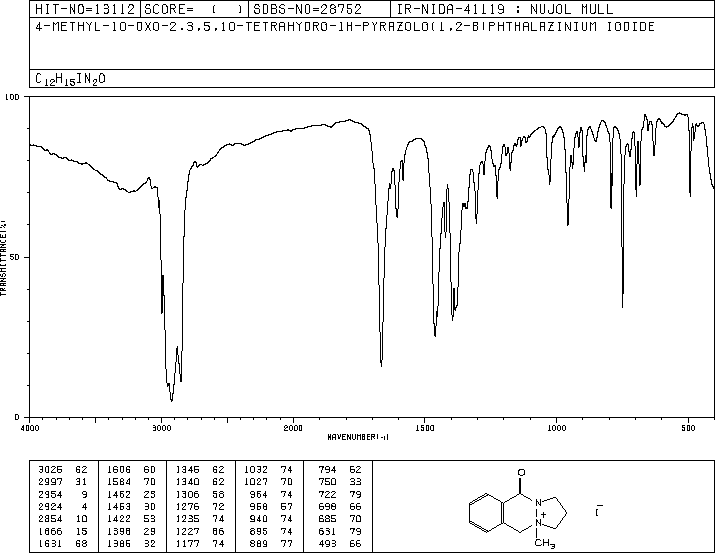 HIT-NO=13112 SCORE= ( ) SDBS-NO=28752 IR-NIDA-41119 : NUJOL MULL
4-METHYL-10-OXO-2,3,5,10-TETRAHYDRO-1H-PYRAZOLO(1,2-B)PHTHALAZINIUM IODIDE
C12H15IN2O
100
TRANSMITTANCE(%)
50
0
4000 3000 2000 1500 1000 500
WAVENUMBER(-1)
3025 62 1606 60 1345 62 1032 74 794 62
2997 31 1584 70 1340 62 1027 70 750 33
2954 9 1462 25 1306 58 964 74 722 79
2924 4 1453 30 1276 72 958 57 698 66
2854 10 1422 53 1235 74 940 74 685 70
1666 15 1398 29 1227 66 895 74 631 79
1631 68 1385 32 1177 74 889 77 493 66
O
N
N
+
CH3
I
-